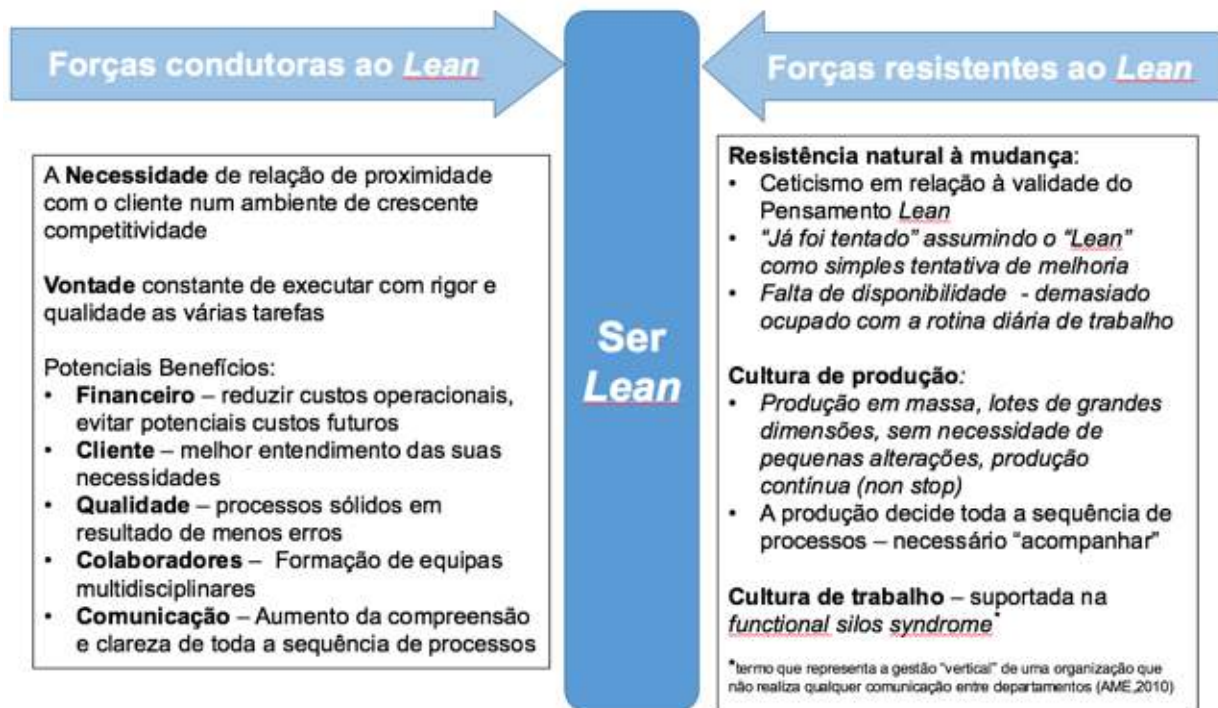 Forças condutoras ao Lean
A Necessidade de relação de proximidade
com o cliente num ambiente de crescente
competitividade
Vontade constante de executar com rigor e
qualidade as várias tarefas
Potenciais Benefícios:
• Financeiro – reduzir custos operacionais,
evitar potenciais custos futuros
• Cliente – melhor entendimento das suas
necessidades
• Qualidade – processos sólidos em
resultado de menos erros
• Colaboradores – Formação de equipas
multidisciplinares
• Comunicação – Aumento da compreensão
e clareza de toda a sequência de processos
Ser
Lean
Forças resistentes ao Lean
Resistência natural à mudança:
• Ceticismo em relação à validade do
Pensamento Lean
• “Já foi tentado” assumindo o “Lean”
como simples tentativa de melhoria
• Falta de disponibilidade - demasiado
ocupado com a rotina diária de trabalho
Cultura de produção:
• Produção em massa, lotes de grandes
dimensões, sem necessidade de
pequenas alterações, produção
contínua (non stop)
• A produção decide toda a sequência de
processos – necessário “acompanhar”
Cultura de trabalho – suportada na
functional silos syndrome*
*termo que representa a gestão “vertical” de uma organização que
não realiza qualquer comunicação entre departamentos (AME,2010)